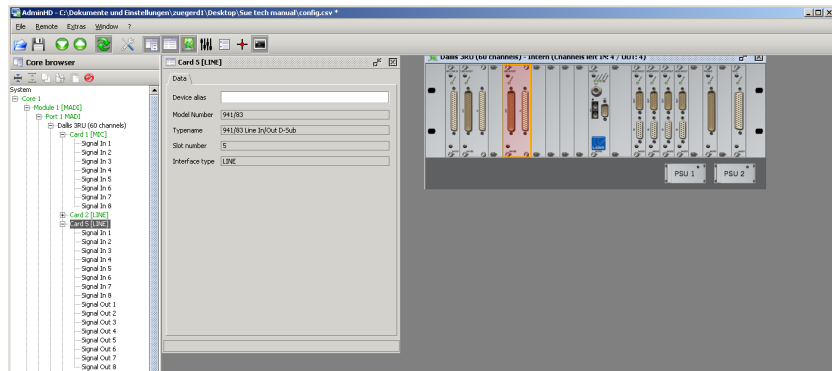 AdminHD - C:\Dokumente und Einstellungen\zuegerd1\Desktop\Sue tech manual\config.csv *
File Remote Extras Window ?
Core browser
System
Core 1
Module 1 [MADI]
Port 1 MADI
Dallis 3RU (60 channels)
Card 1 [MIC]
Signal In 1
Signal In 2
Signal In 3
Signal In 4
Signal In 5
Signal In 6
Signal In 7
Signal In 8
Card 2 [LINE]
Card 5 [LINE]
Signal In 1
Signal In 2
Signal In 3
Signal In 4
Signal In 5
Signal In 6
Signal In 7
Signal In 8
Signal Out 1
Signal Out 2
Signal Out 3
Signal Out 4
Signal Out 5
Signal Out 6
Signal Out 7
Signal Out 8
Card 5 [LINE]
Data
Device alias
Model Number 941/83
Typename 941/83 Line In/Out D-Sub
Slot number 5
Interface type LINE
Dallis 3RU (60 channels) - Intern (Channels left IN: 4 / OUT: 4)
PSU 1
PSU 2